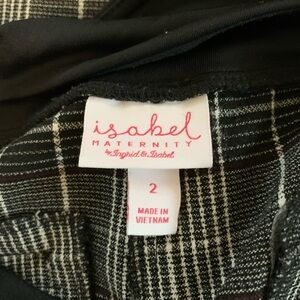 isabel
MATERNITY
by Ingrid & Isabel
2
MADE IN
VIETNAM